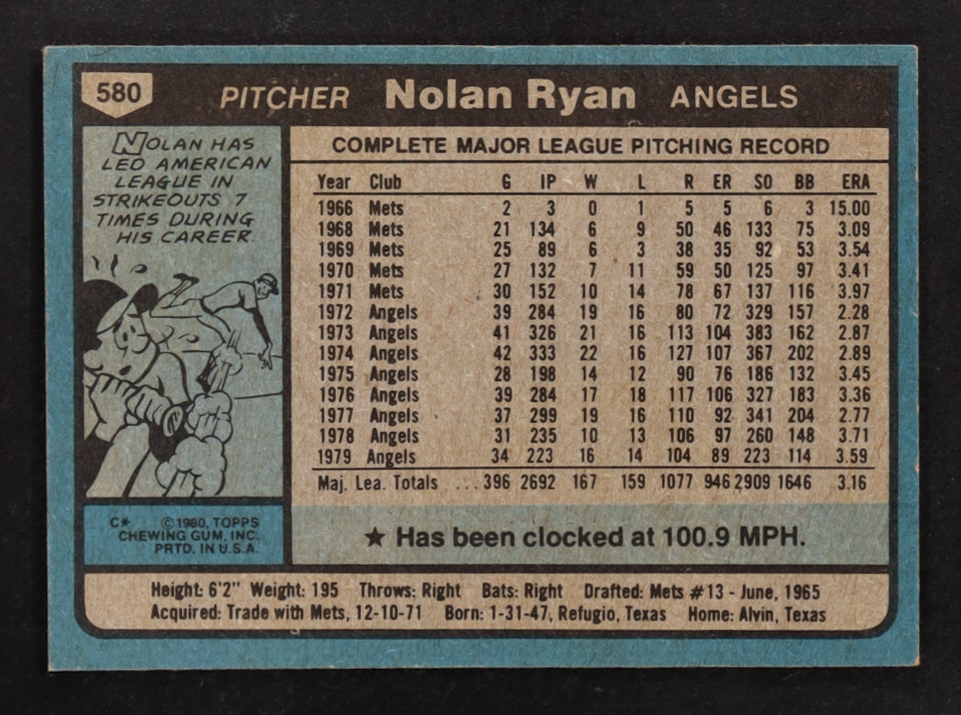 580 PITCHER Nolan Ryan ANGELS
NOLAN HAS
LED AMERICAN
LEAGUE IN
STRIKEOUTS 7
TIMES DURING
HIS CAREER.
COMPLETE MAJOR LEAGUE PITCHING RECORD
Year Club G IP W L R ER SO BB ERA
1966 Mets 2 3 0 1 5 5 6 3 15.00
1968 Mets 21 134 6 9 50 46 133 75 3.09
1969 Mets 25 89 6 3 38 35 92 53 3.54
1970 Mets 27 132 7 11 59 50 125 97 3.41
1971 Mets 30 152 10 14 78 67 137 116 3.97
1972 Angels 39 284 19 16 80 72 329 157 2.28
1973 Angels 41 326 21 16 113 104 383 162 2.87
1974 Angels 42 333 22 16 127 107 367 202 2.89
1975 Angels 28 198 14 12 90 76 186 132 3.45
1976 Angels 39 284 17 18 117 106 327 183 3.36
1977 Angels 37 299 19 16 110 92 341 204 2.77
1978 Angels 31 235 10 13 106 97 260 148 3.71
1979 Angels 34 223 16 14 104 89 223 114 3.59
Maj. Lea. Totals ...396 2692 167 159 1077 946 2909 1646 3.16
★ Has been clocked at 100.9 MPH.
C* © 1980, TOPPS
CHEWING GUM, INC.
PRTD. IN U.S.A.
Height: 6'2" Weight: 195 Throws: Right Bats: Right Drafted: Mets #13 - June, 1965
Acquired: Trade with Mets, 12-10-71 Born: 1-31-47, Refugio, Texas Home: Alvin, Texas